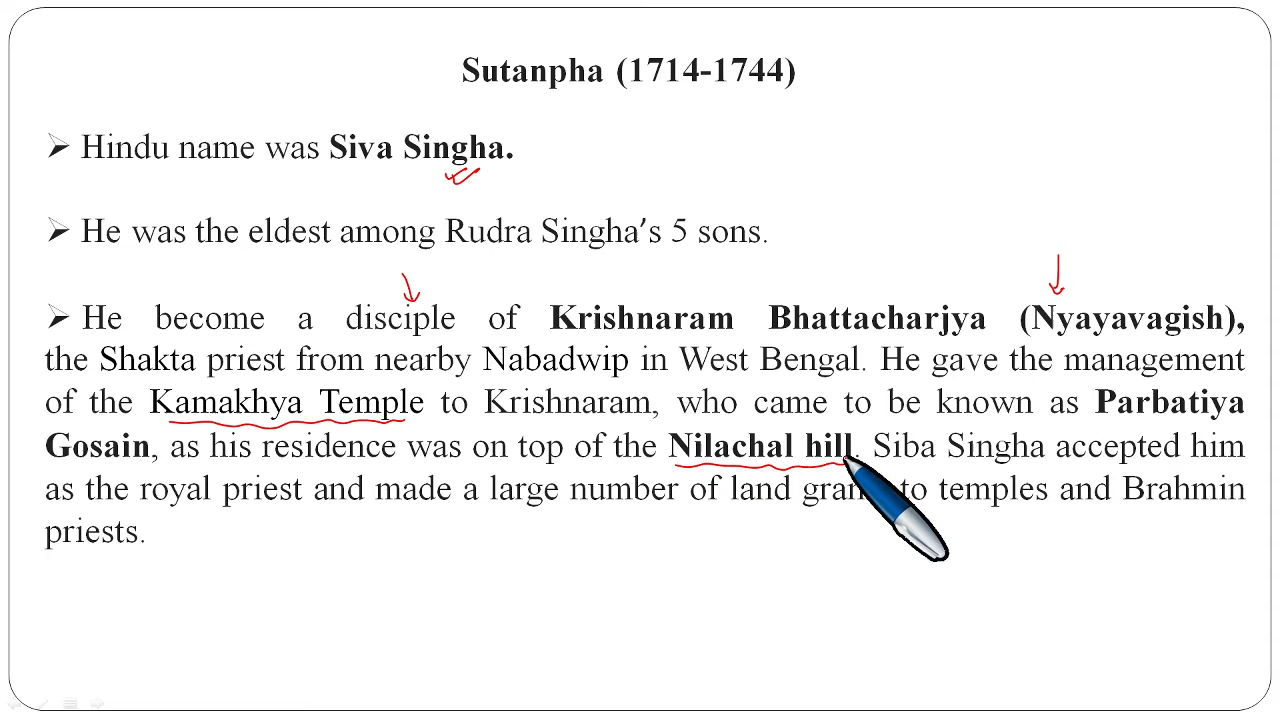 Sutanpha (1714-1744)
➢ Hindu name was Siva Singha.
➢ He was the eldest among Rudra Singha’s 5 sons.
➢ He become a disciple of Krishnaram Bhattacharjya (Nyayavagish),
the Shakta priest from nearby Nabadwip in West Bengal. He gave the management
of the Kamakhya Temple to Krishnaram, who came to be known as Parbatiya
Gosain, as his residence was on top of the Nilachal hill. Siba Singha accepted him
as the royal priest and made a large number of land to temples and Brahmin
priests.